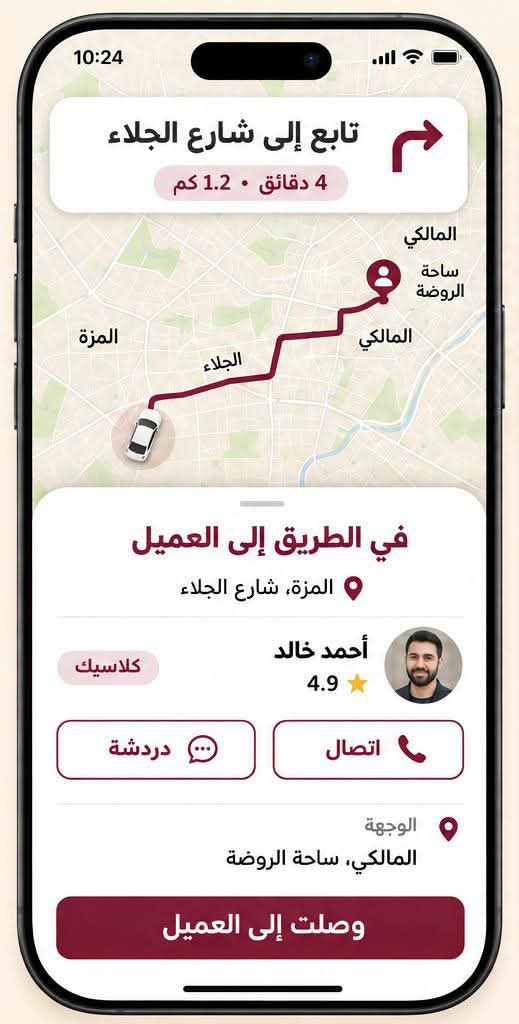 10:24
تابع إلى شارع الجلاء
4 دقائق • 1.2 كم
المالكي
ساحة
الروضة
المزة
المالكي
الجلاء
في الطريق إلى العميل
المزة، شارع الجلاء
أحمد خالد
4.9
كلاسيك
اتصال
دردشة
الوجهة
المالكي، ساحة الروضة
وصلت إلى العميل